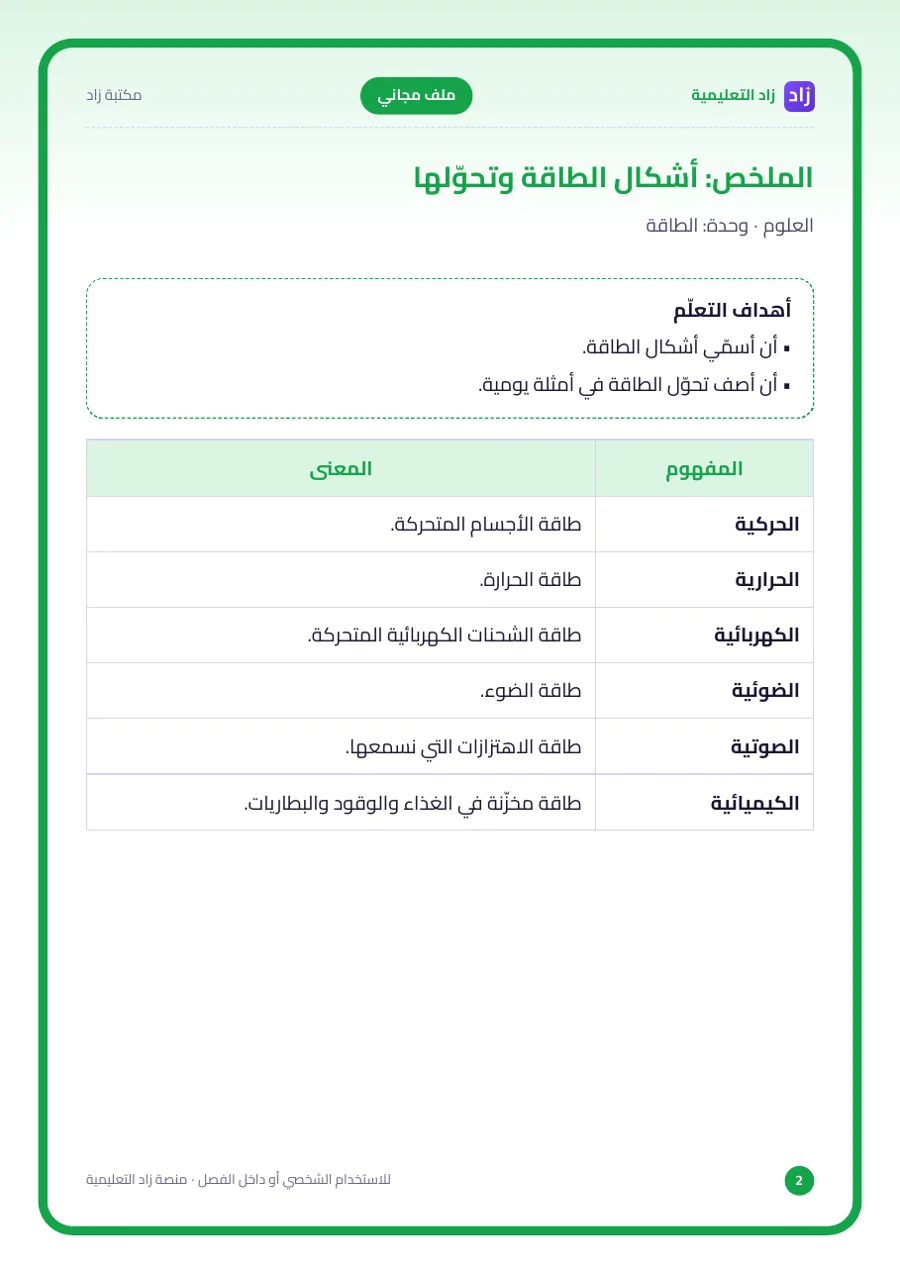 زاد زاد التعليمية
ملف مجاني
مكتبة زاد
الملخص: أشكال الطاقة وتحوّلها
العلوم · وحدة: الطاقة
أهداف التعلّم
▪ أن أسمّي أشكال الطاقة.
▪ أن أصف تحوّل الطاقة في أمثلة يومية.
المفهوم المعنى
الحركية طاقة الأجسام المتحركة.
الحرارية طاقة الحرارة.
الكهربائية طاقة الشحنات الكهربائية المتحركة.
الضوئية طاقة الضوء.
الصوتية طاقة الاهتزازات التي نسمعها.
الكيميائية طاقة مخزّنة في الغذاء والوقود والبطاريات.
2
للاستخدام الشخصي أو داخل الفصل · منصة زاد التعليمية